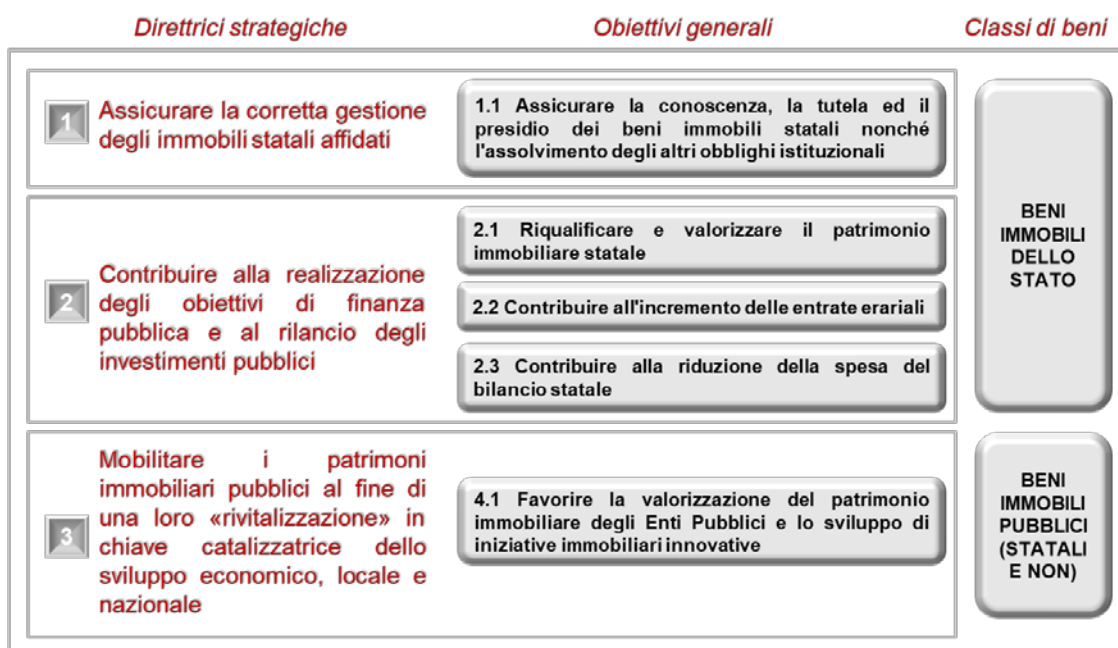 Direttrici strategiche
Obiettivi generali
Classi di beni
1
Assicurare la corretta gestione
degli immobili statali affidati
1.1 Assicurare la conoscenza, la tutela ed il
presidio dei beni immobili statali nonché
l'assolvimento degli altri obblighi istituzionali
2
Contribuire alla realizzazione
degli obiettivi di finanza
pubblica e al rilancio degli
investimenti pubblici
2.1 Riqualificare e valorizzare il patrimonio
immobiliare statale
2.2 Contribuire all'incremento delle entrate erariali
2.3 Contribuire alla riduzione della spesa del
bilancio statale
BENI
IMMOBILI
DELLO
STATO
3
Mobilitare i patrimoni
immobiliari pubblici al fine di
una loro «rivitalizzazione» in
chiave catalizzatrice dello
sviluppo economico, locale e
nazionale
4.1 Favorire la valorizzazione del patrimonio
immobiliare degli Enti Pubblici e lo sviluppo di
iniziative immobiliari innovative
BENI
IMMOBILI
PUBBLICI
(STATALI
E NON)